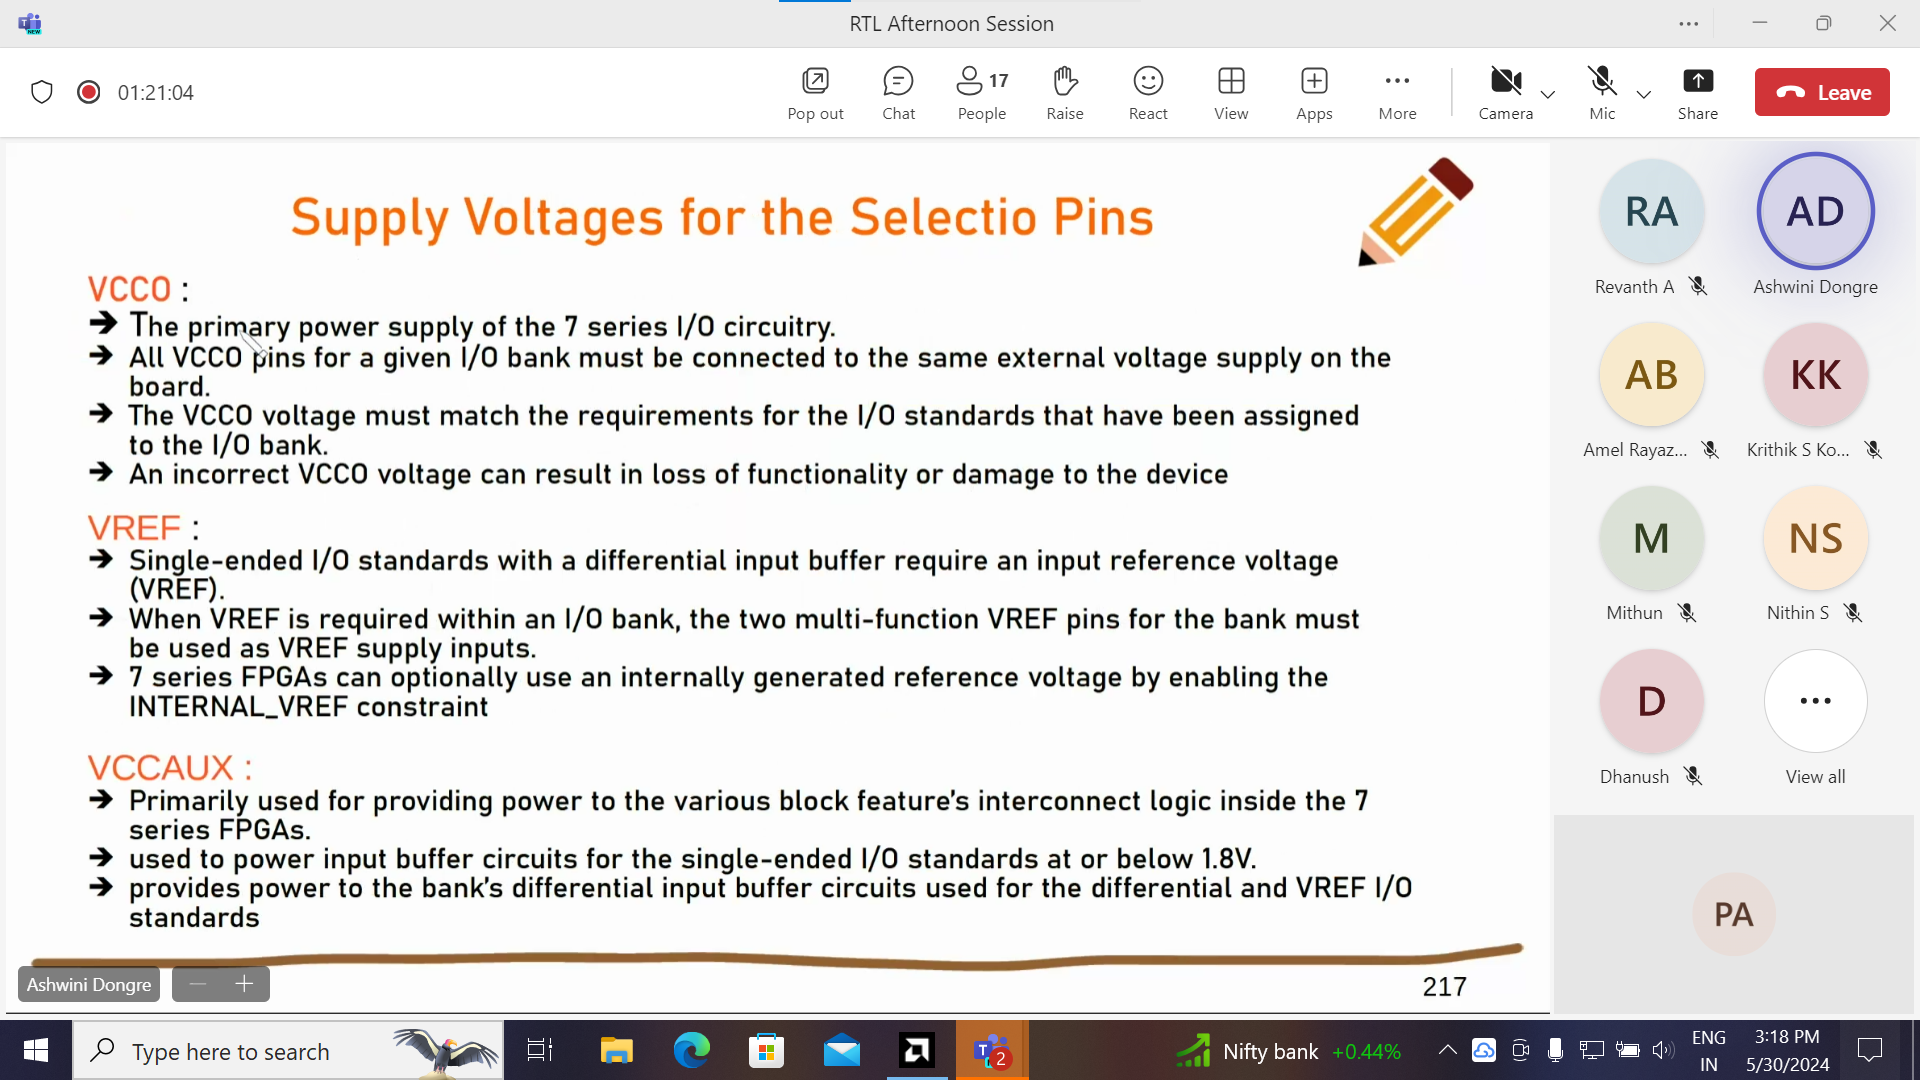 NEW
RTL Afternoon Session
01:21:04
Pop out
Chat
17
People
Raise
React
View
Apps
More
Camera
Mic
Share
Leave
Supply Voltages for the Selectio Pins
VCCO :
➔ The primary power supply of the 7 series I/O circuitry.
➔ All VCCO pins for a given I/O bank must be connected to the same external voltage supply on the
board.
➔ The VCCO voltage must match the requirements for the I/O standards that have been assigned
to the I/O bank.
➔ An incorrect VCCO voltage can result in loss of functionality or damage to the device
VREF :
➔ Single-ended I/O standards with a differential input buffer require an input reference voltage
(VREF).
➔ When VREF is required within an I/O bank, the two multi-function VREF pins for the bank must
be used as VREF supply inputs.
➔ 7 series FPGAs can optionally use an internally generated reference voltage by enabling the
INTERNAL_VREF constraint
VCCAUX :
➔ Primarily used for providing power to the various block feature's interconnect logic inside the 7
series FPGAs.
➔ used to power input buffer circuits for the single-ended I/O standards at or below 1.8V.
➔ provides power to the bank's differential input buffer circuits used for the differential and VREF I/O
standards
217
Ashwini Dongre
RA
Revanth A
AD
Ashwini Dongre
AB
Amel Rayaz...
KK
Krithik S Ko...
M
Mithun
NS
Nithin S
D
Dhanush
View all
PA
Type here to search
2
Nifty bank +0.44%
ENG
IN
3:18 PM
5/30/2024